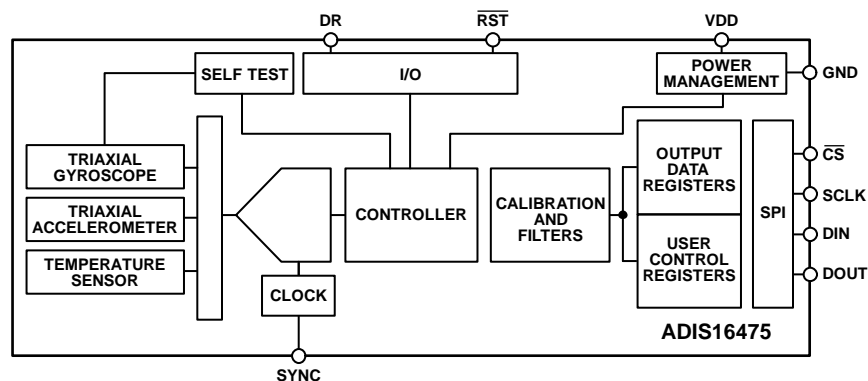 DR
RST
VDD
SELF TEST
I/O
POWER
MANAGEMENT
GND
TRIAXIAL
GYROSCOPE
TRIAXIAL
ACCELEROMETER
TEMPERATURE
SENSOR
CONTROLLER
CALIBRATION
AND
FILTERS
OUTPUT
DATA
REGISTERS
USER
CONTROL
REGISTERS
SPI
CS
SCLK
DIN
DOUT
CLOCK
ADIS16475
SYNC